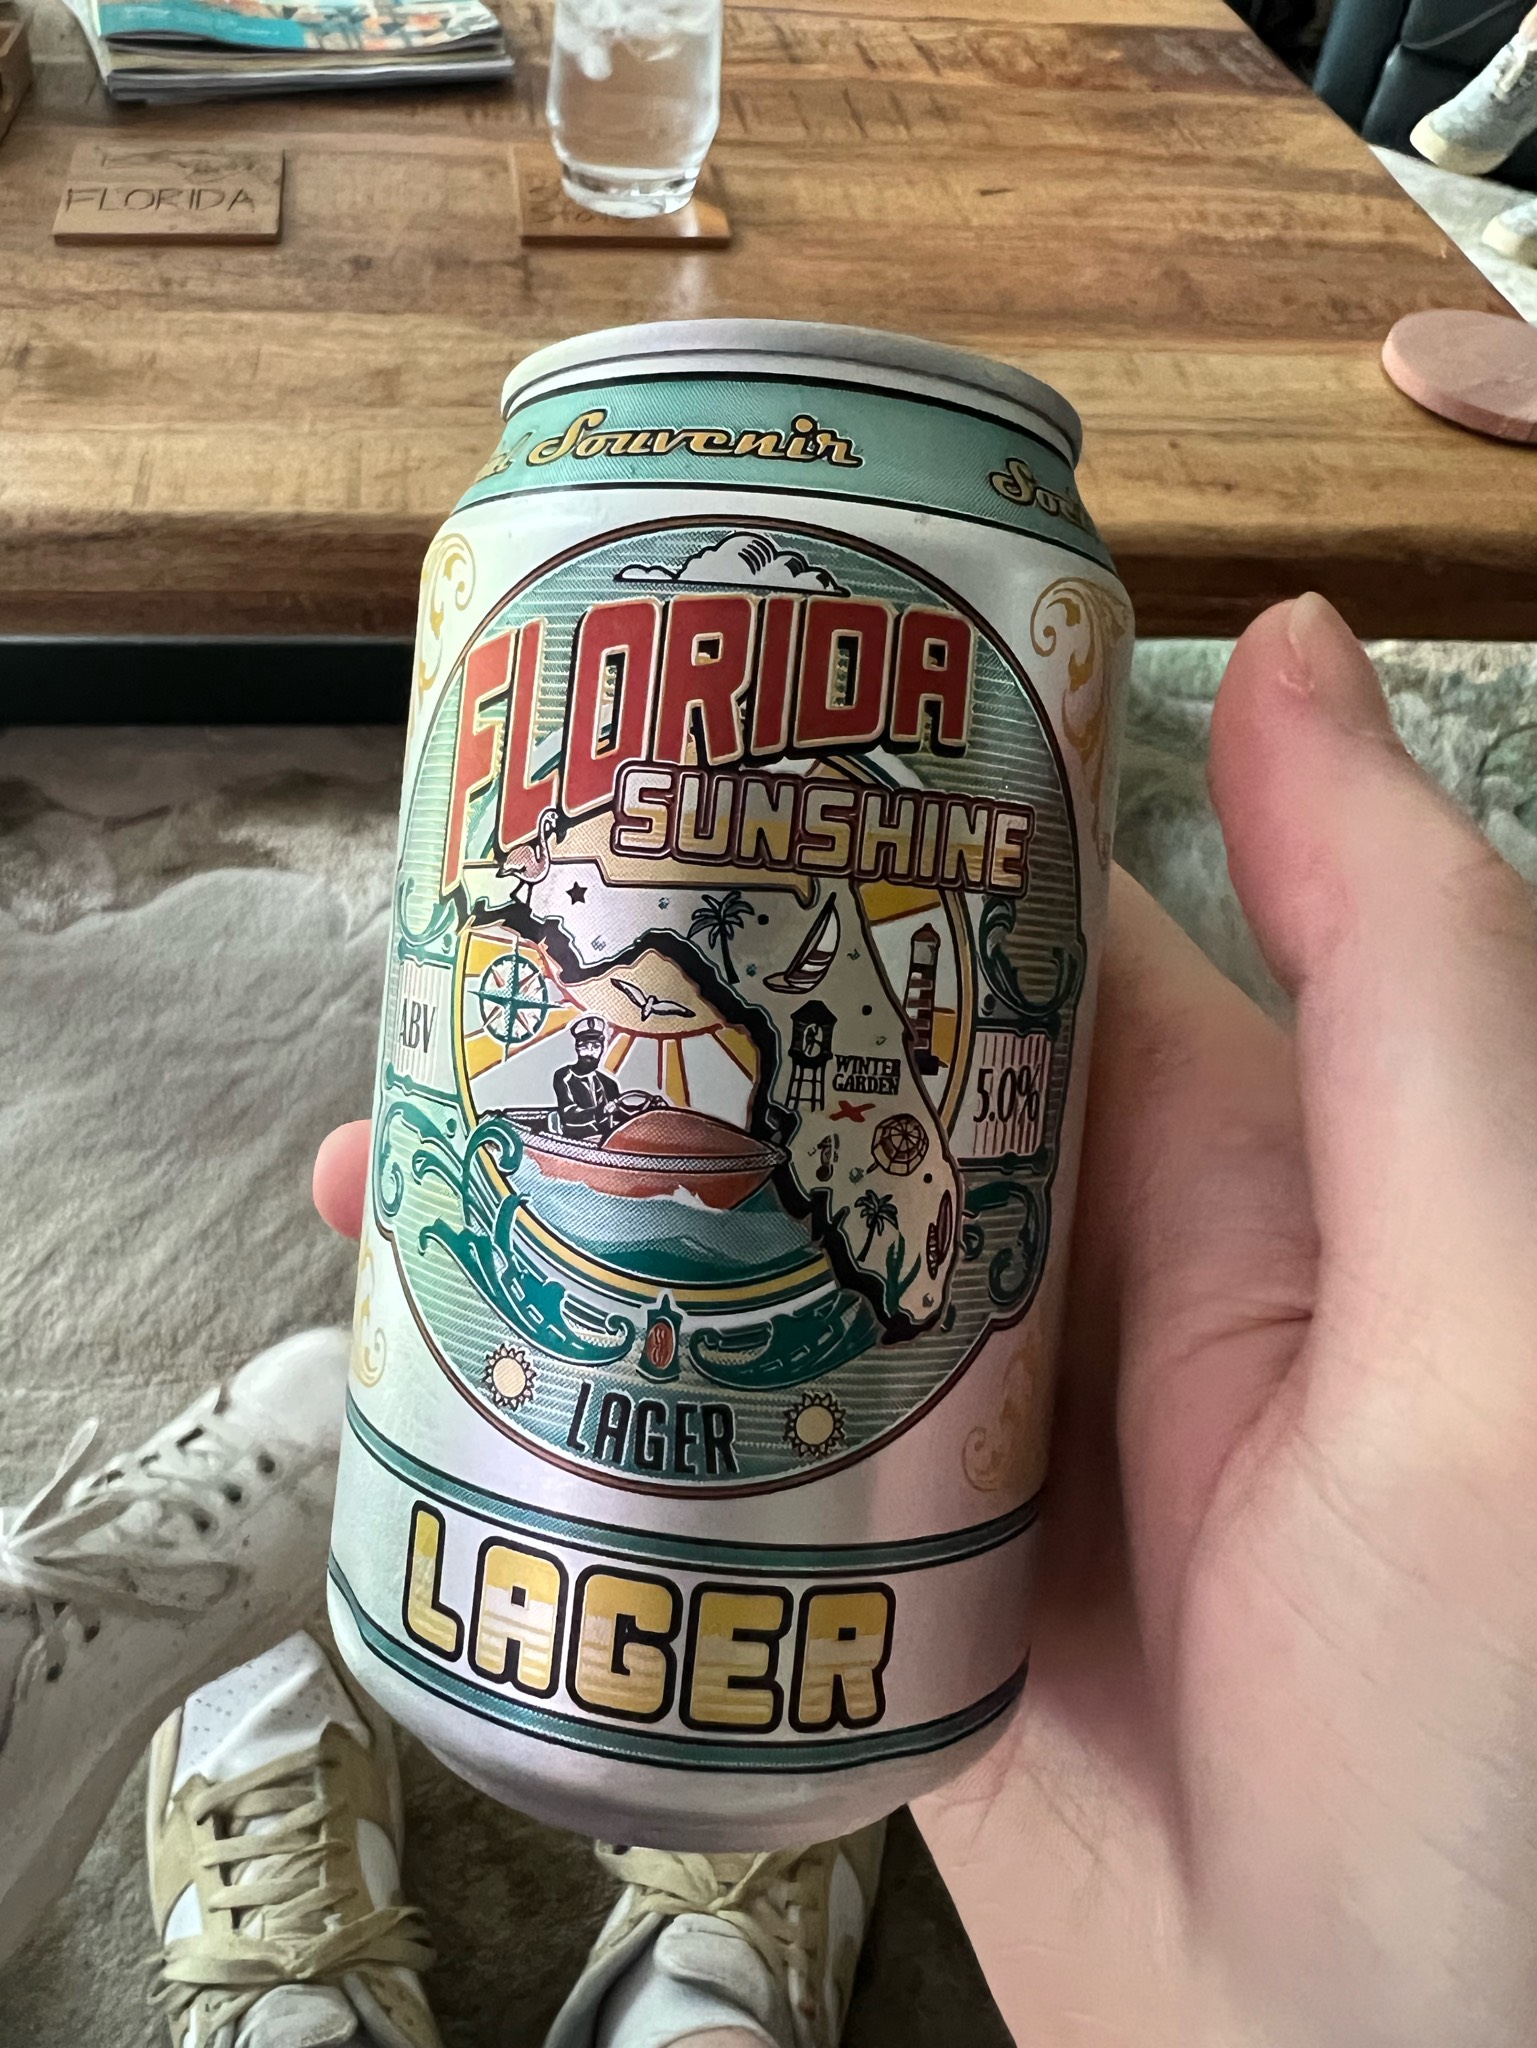 FLORIDA
Souvenir
FLORIDA
SUNSHINE
ABV
5.0%
WINTER
GARDEN
LAGER
LAGER